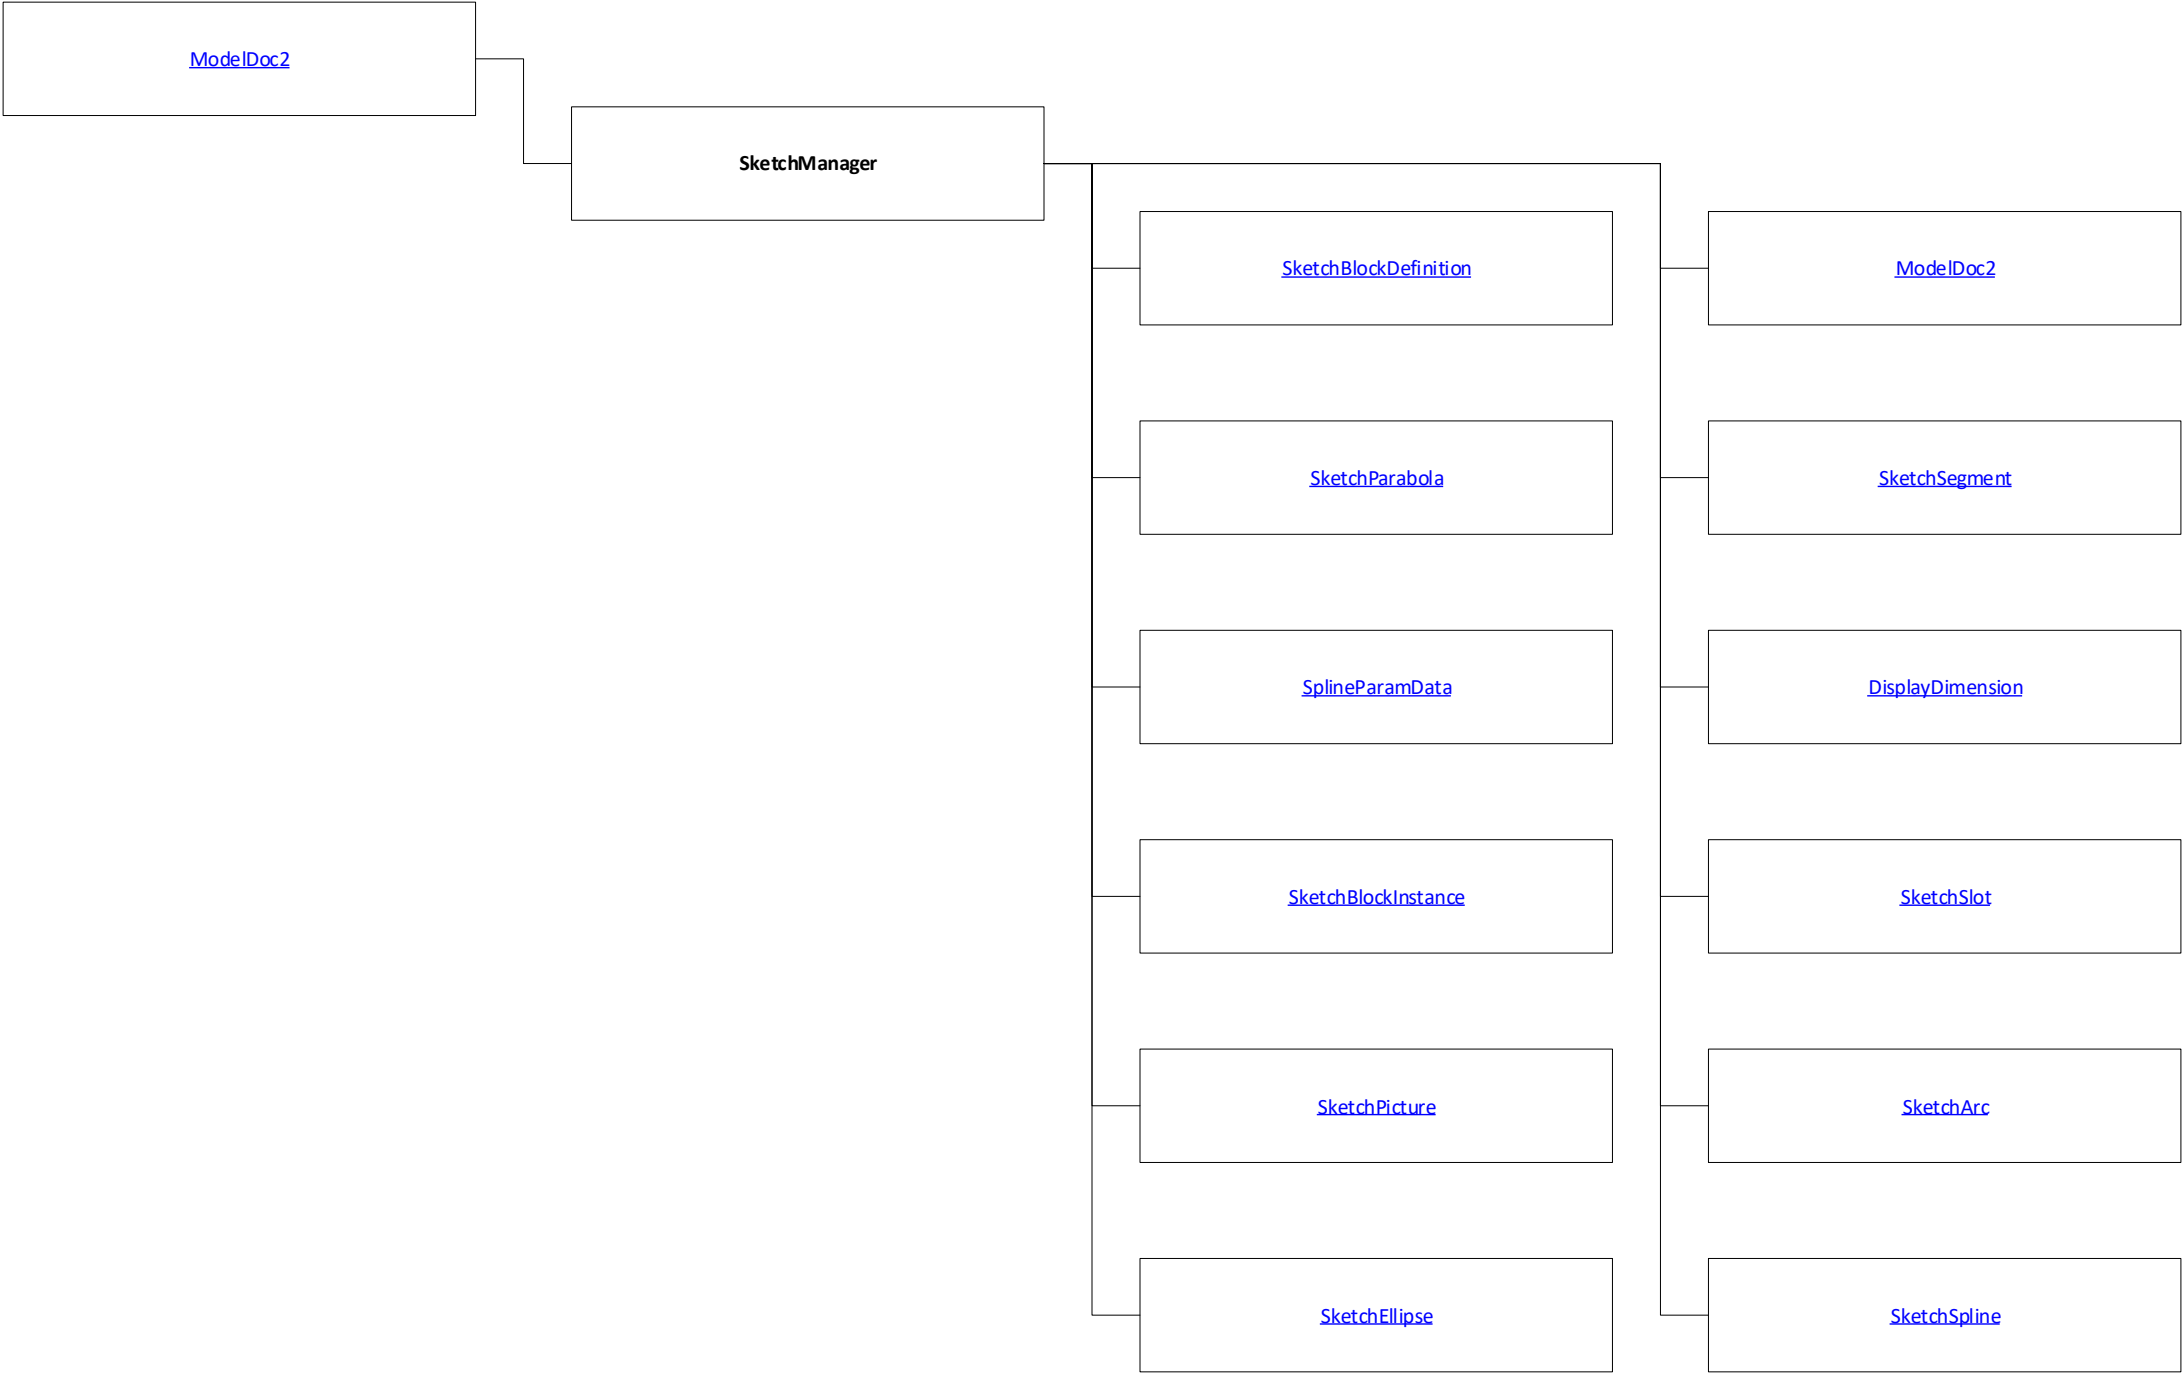 ModelDoc2
SketchManager
SketchBlockDefinition
ModelDoc2
SketchParabola
SketchSegment
SplineParamData
DisplayDimension
SketchBlockInstance
SketchSlot
SketchPicture
SketchArc
SketchEllipse
SketchSpline